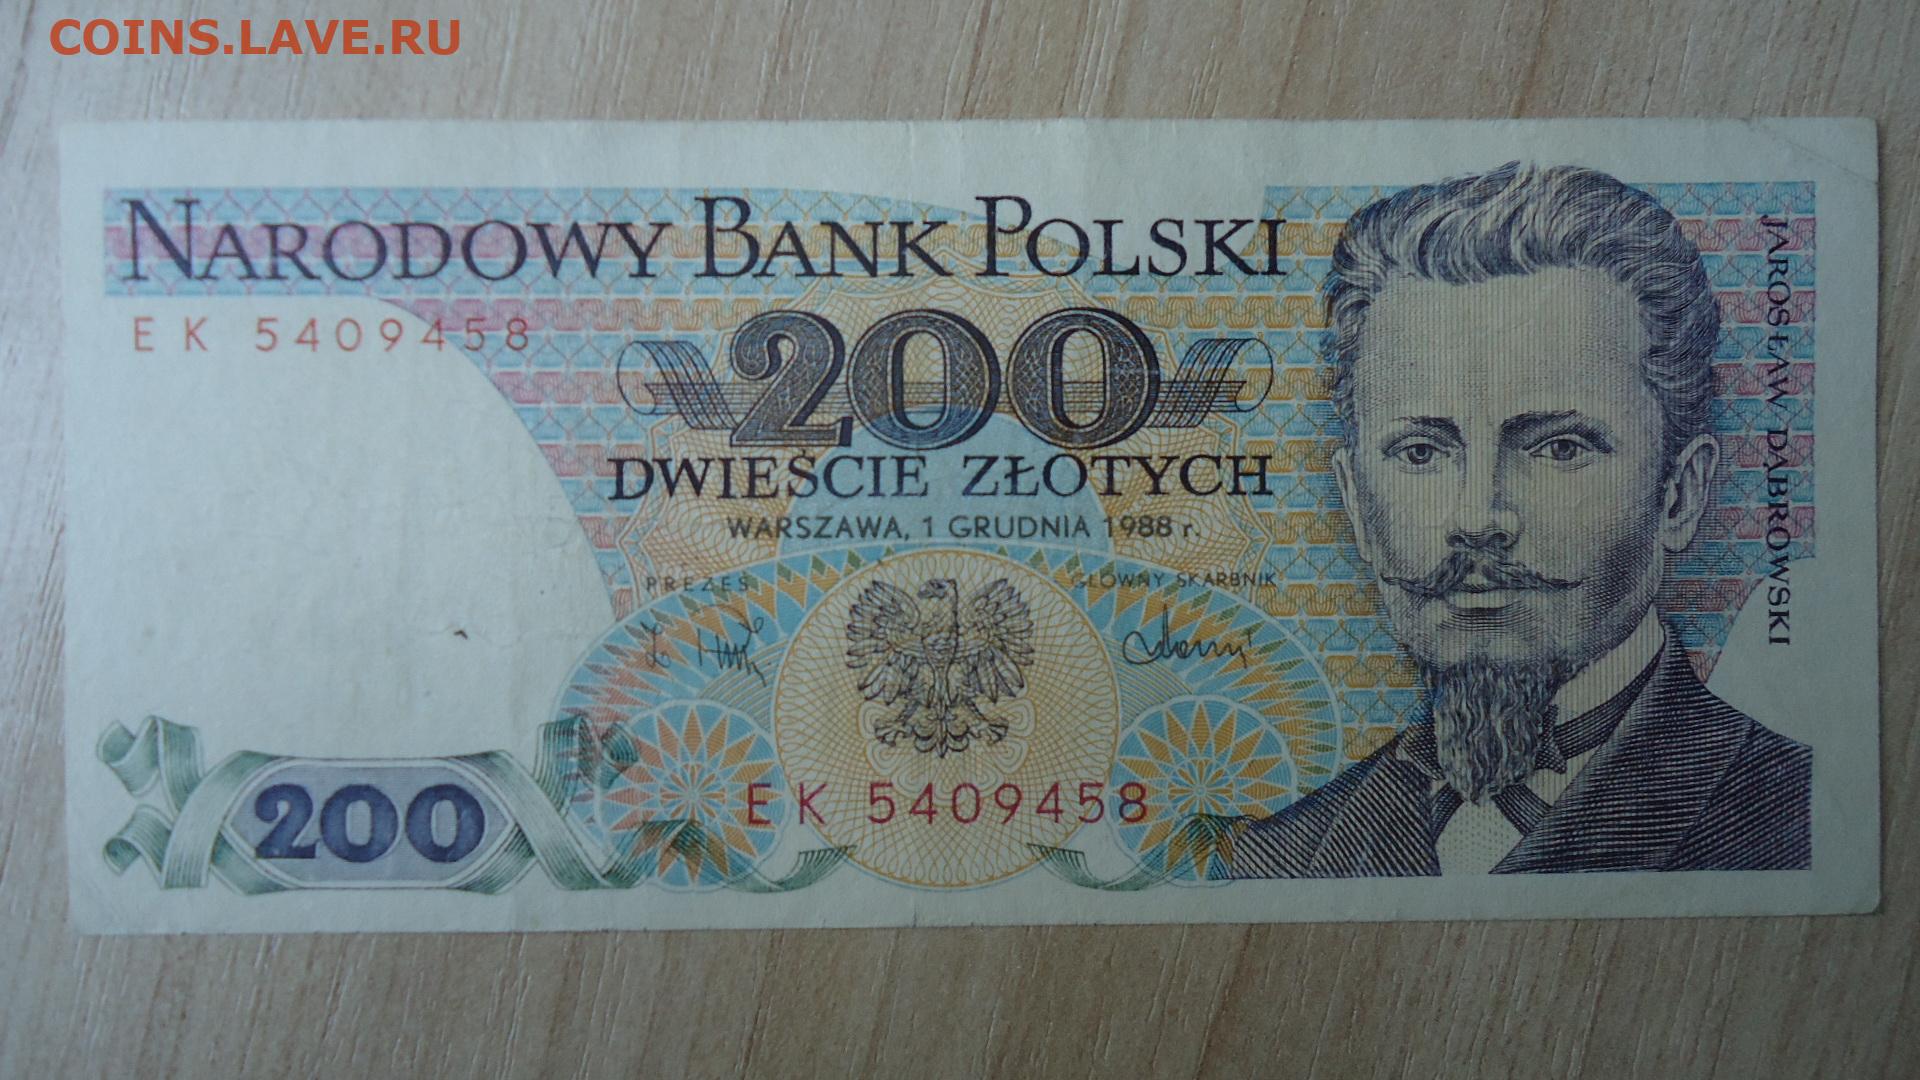 COINS.LAVE.RU
NARODOWY BANK POLSKI
EK 5409458
200
DWIEŚCIE ZŁOTYCH
WARSZAWA, 1 GRUDNIA 1988 r.
PREZES
GŁÓWNY SKARBNIK
EK 5409458
200
JAROSŁAW DĄBROWSKI